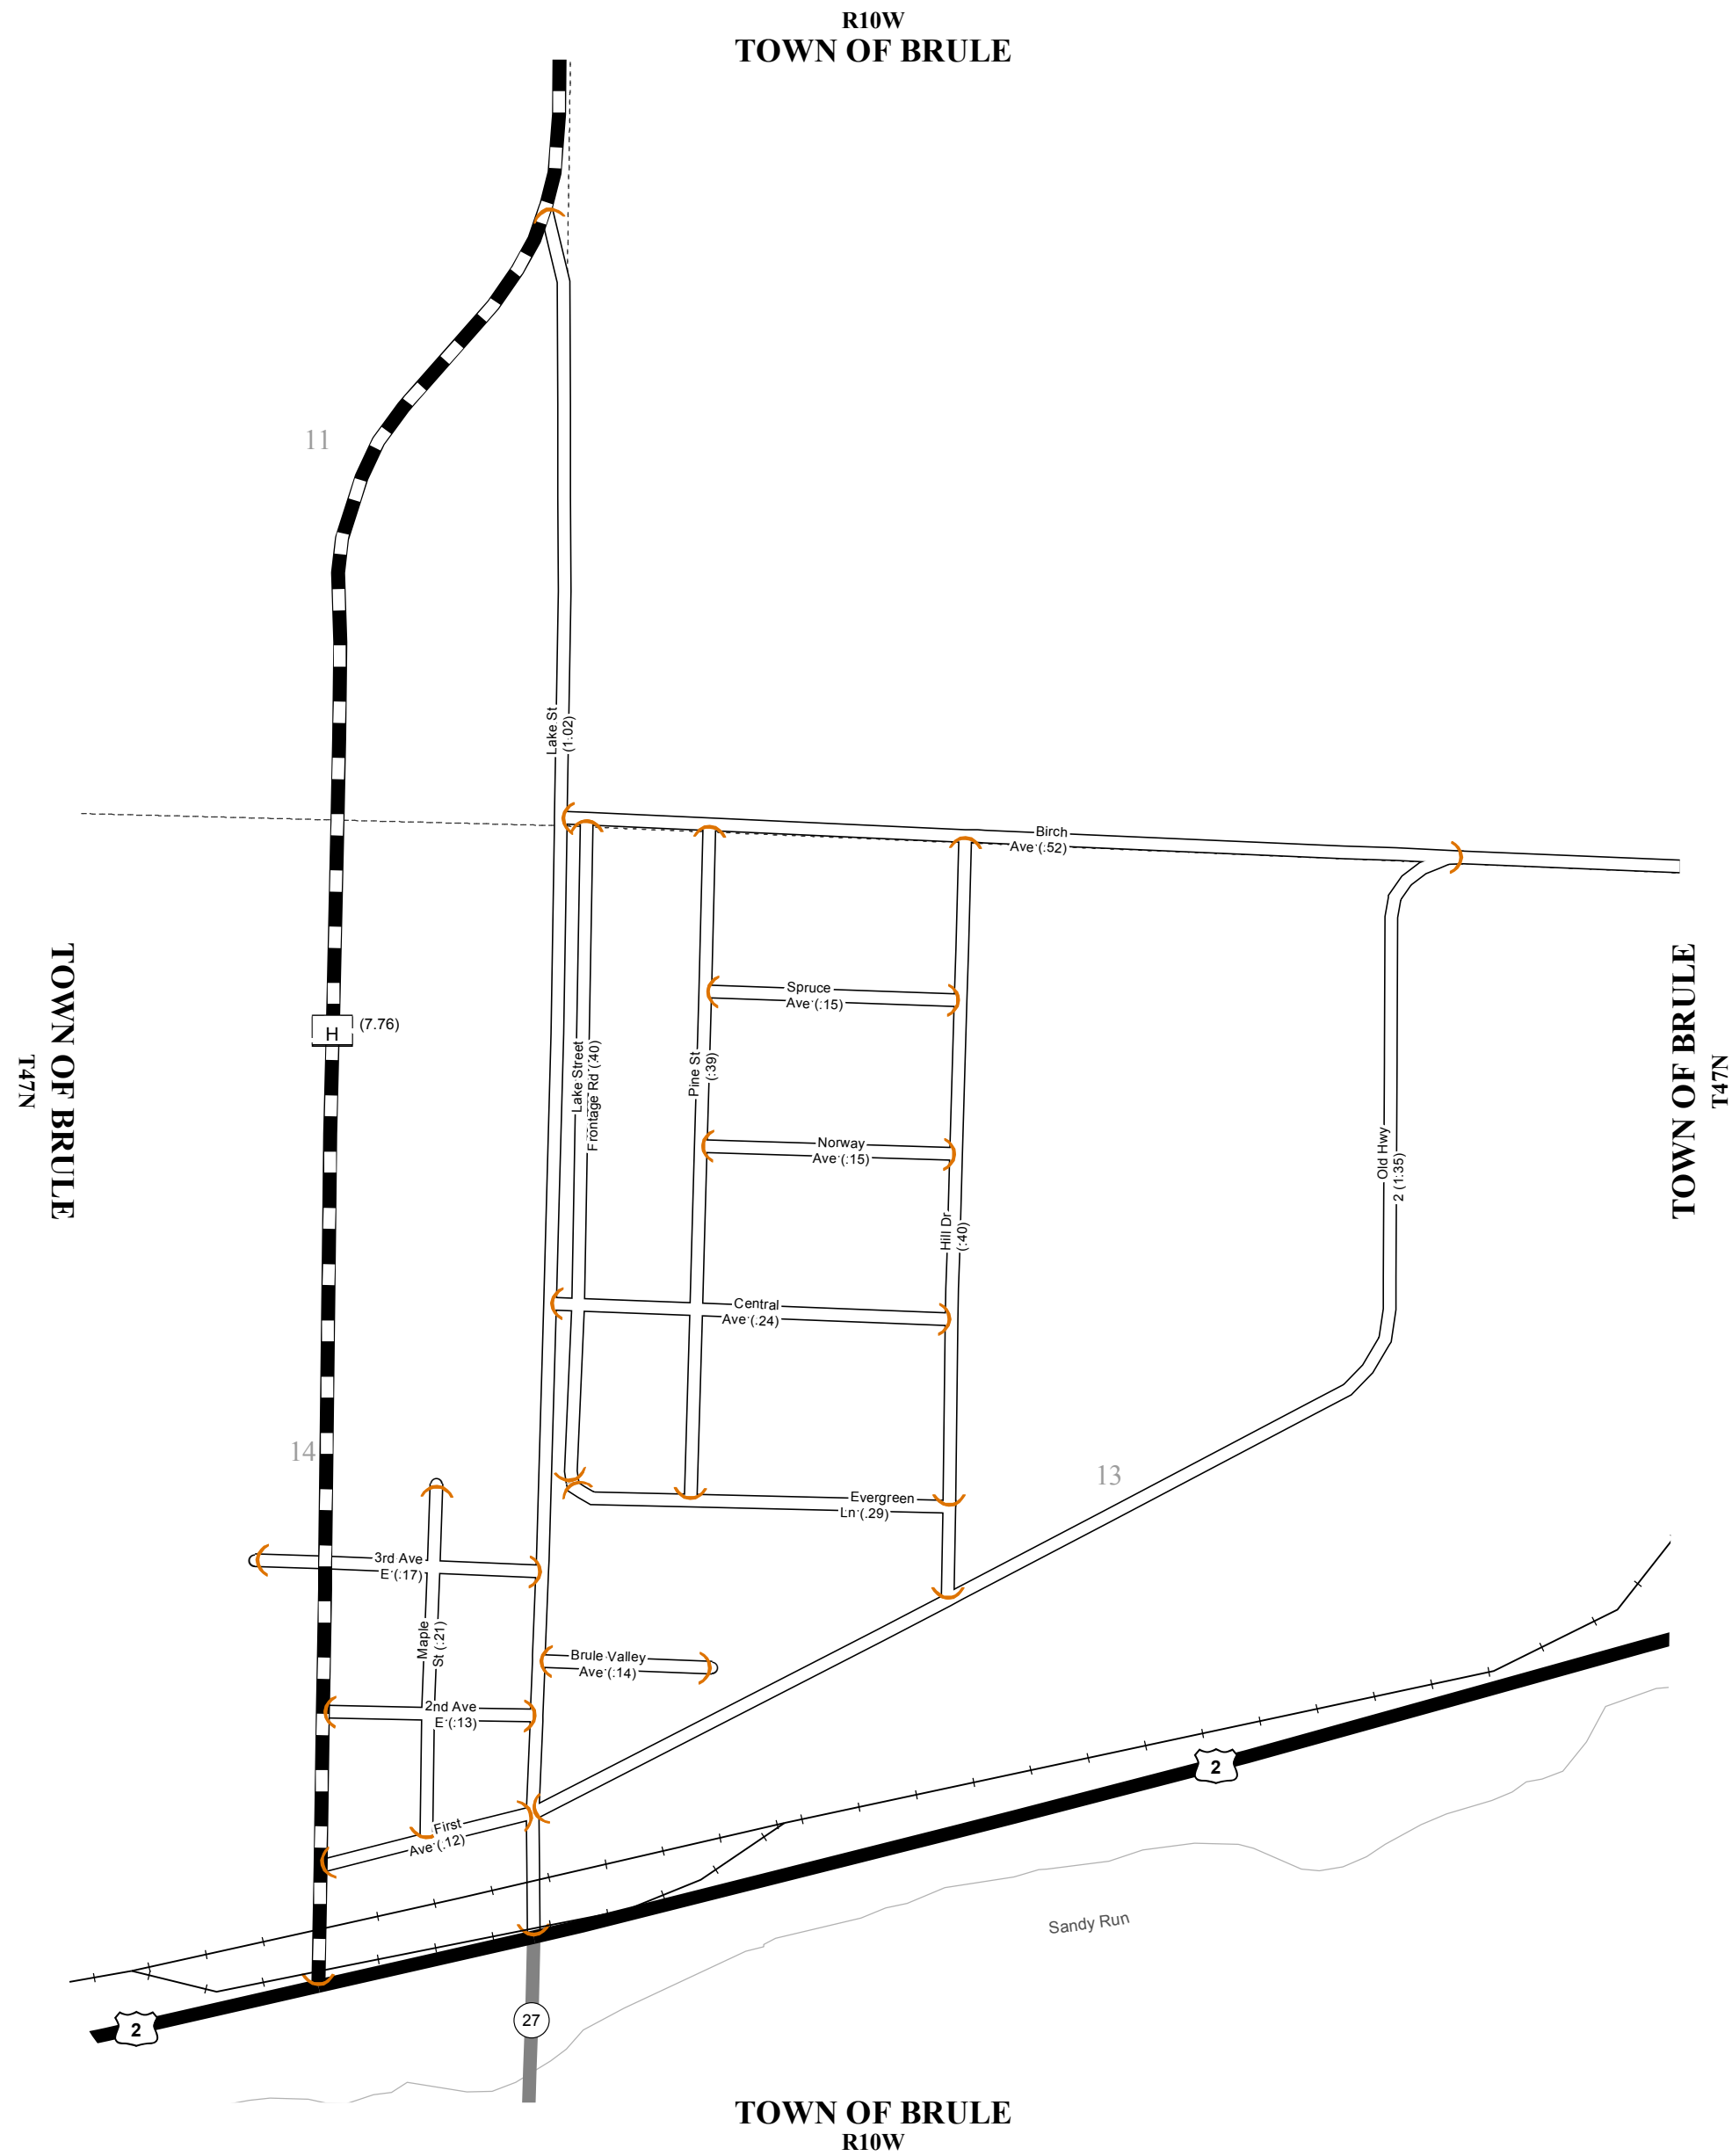 R10W
TOWN OF BRULE
11
Lake St
(1.02)
Birch
Ave (.52)
TOWN OF BRULE
T47N
TOWN OF BRULE
T47N
Spruce
Ave (.15)
H
(7.76)
Lake Street
Frontage Rd (.40)
Pine St
(.39)
Norway
Ave (.15)
Old Hwy
2 (1.35)
Hill Dr
(.40)
Central
Ave (.24)
14
13
Evergreen
Ln (.29)
3rd Ave
E (.17)
Maple
St (.21)
Brule Valley
Ave (.14)
2nd Ave
E (.13)
2
First
Ave (.12)
Sandy Run
27
2
TOWN OF BRULE
R10W